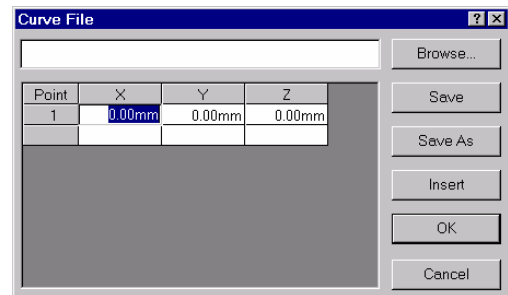 Curve File
Browse...
Point X Y Z
1 0.00mm 0.00mm 0.00mm
Save
Save As
Insert
OK
Cancel